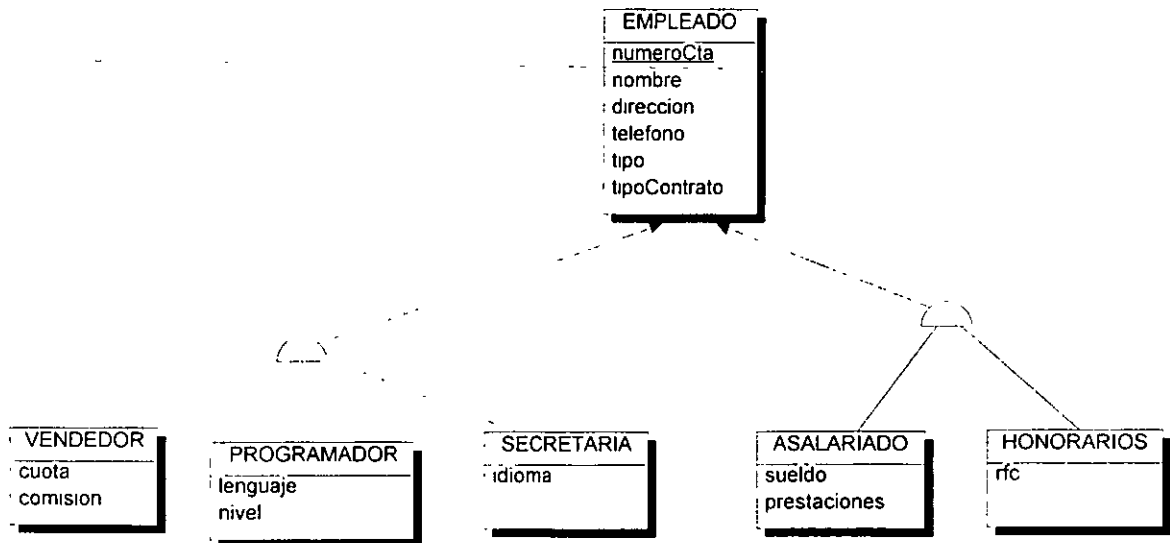 EMPLEADO
numeroCta
nombre
direccion
telefono
tipo
tipoContrato
VENDEDOR
cuota
comision
PROGRAMADOR
lenguaje
nivel
SECRETARIA
idioma
ASALARIADO
sueldo
prestaciones
HONORARIOS
rfc